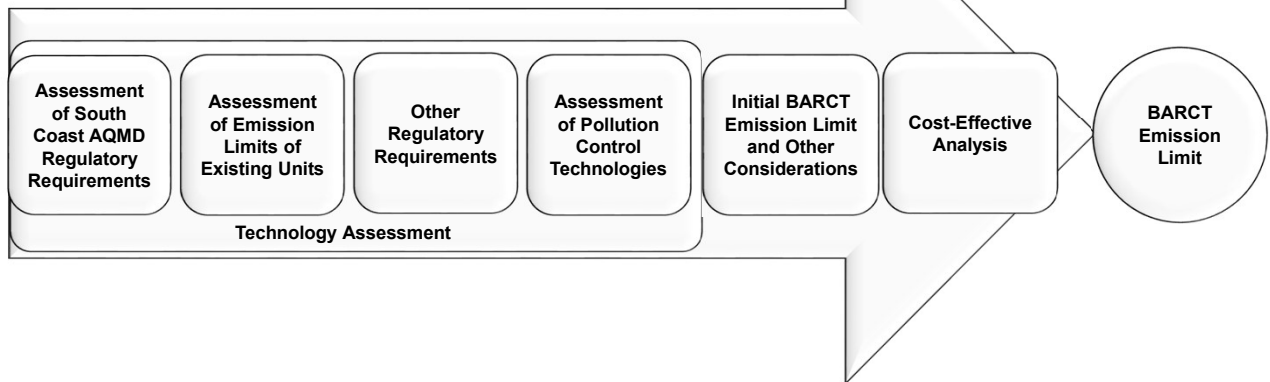 Assessment
of South
Coast AQMD
Regulatory
Requirements
Assessment
of Emission
Limits of
Existing Units
Other
Regulatory
Requirements
Assessment
of Pollution
Control
Technologies
Initial BARCT
Emission Limit
and Other
Considerations
Cost-Effective
Analysis
BARCT
Emission
Limit
Technology Assessment